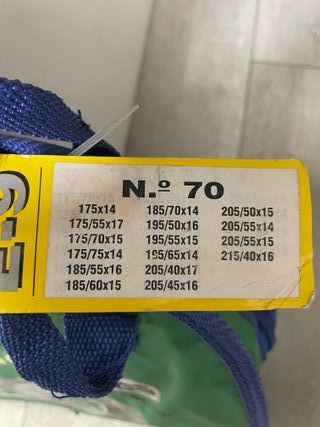 N.º 70
175x14 185/70x14 205/50x15
175/55x17 195/50x16 205/55x14
175/70x15 195/55x15 205/55x15
175/75x14 195/65x14 215/40x16
185/55x16 205/40x17
185/60x15 205/45x16